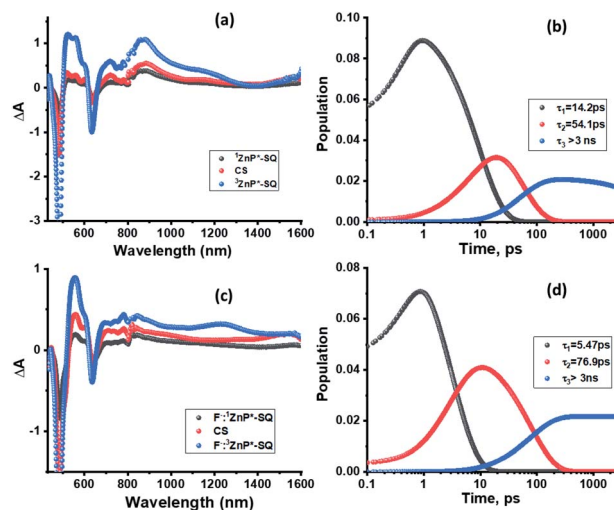 (a)
1
0
-1
-2
-3
ΔA
¹ZnP*-SQ
CS
³ZnP*-SQ
600 800 1000 1200 1400 1600
Wavelength (nm)
(b)
0.10
0.08
0.06
0.04
0.02
0.00
Population
τ₁=14.2ps
τ₂=54.1ps
τ₃ >3 ns
0.1 1 10 100 1000
Time, ps
(c)
1
0
-1
ΔA
F⁻:¹ZnP*-SQ
CS
F⁻:³ZnP*-SQ
600 800 1000 1200 1400 1600
Wavelength (nm)
(d)
0.08
0.06
0.04
0.02
0.00
Population
τ₁=5.47ps
τ₂=76.9ps
τ₃> 3ns
0.1 1 10 100 1000
Time, ps